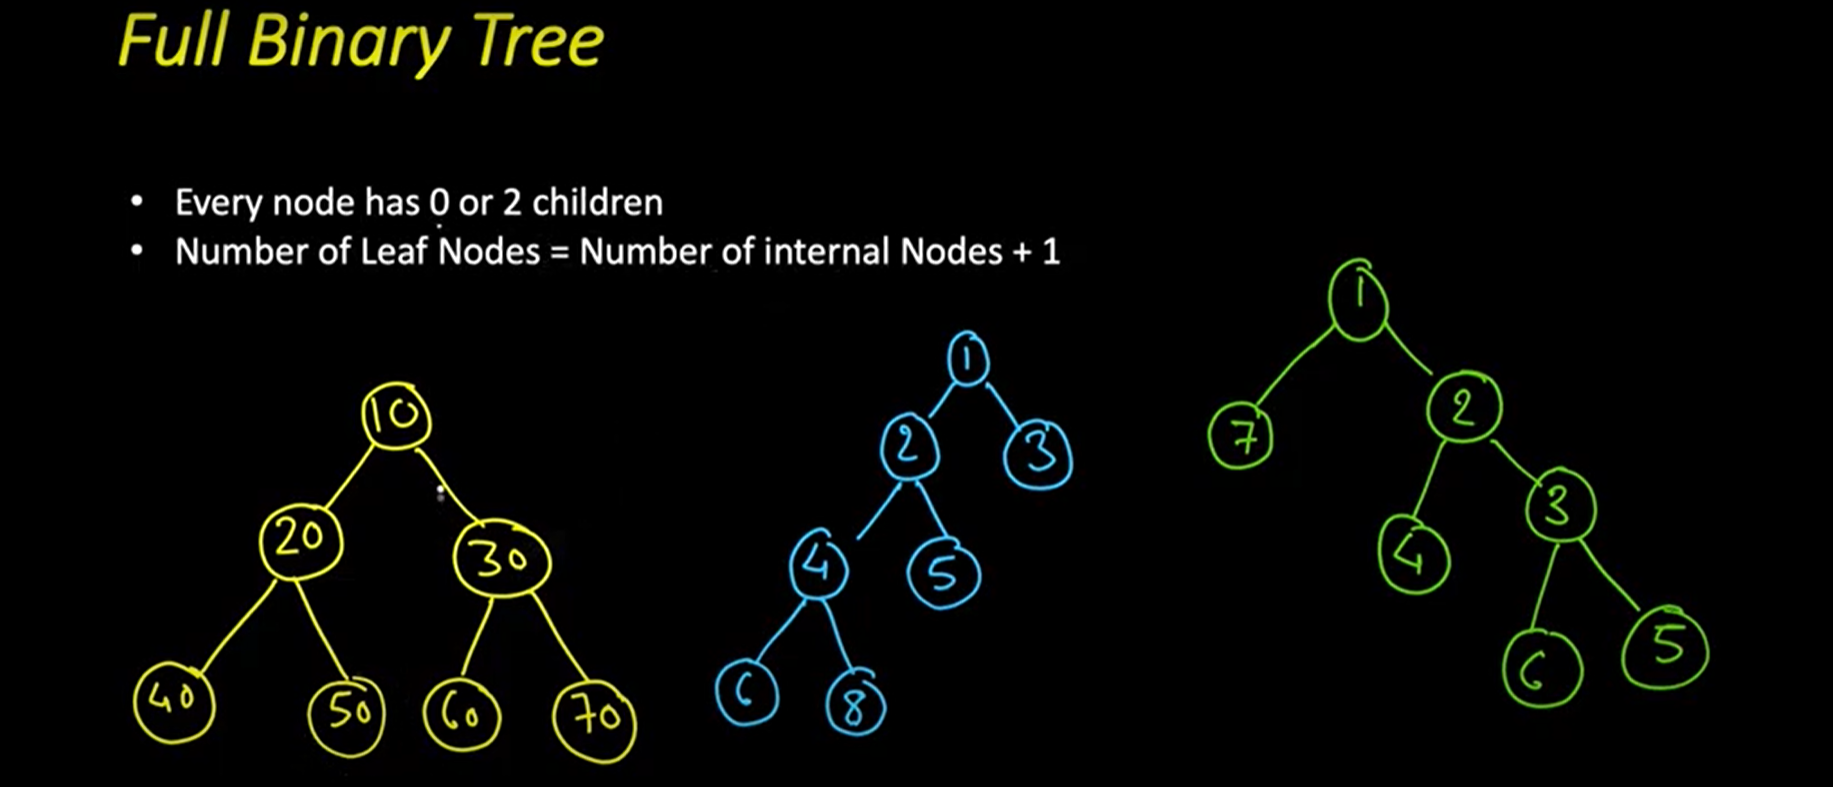 Full Binary Tree
• Every node has 0 or 2 children
• Number of Leaf Nodes = Number of internal Nodes + 1
10
20 30
40 50 60 70
1
2 3
4 5
6 8
1
7 2
4 3
6 5